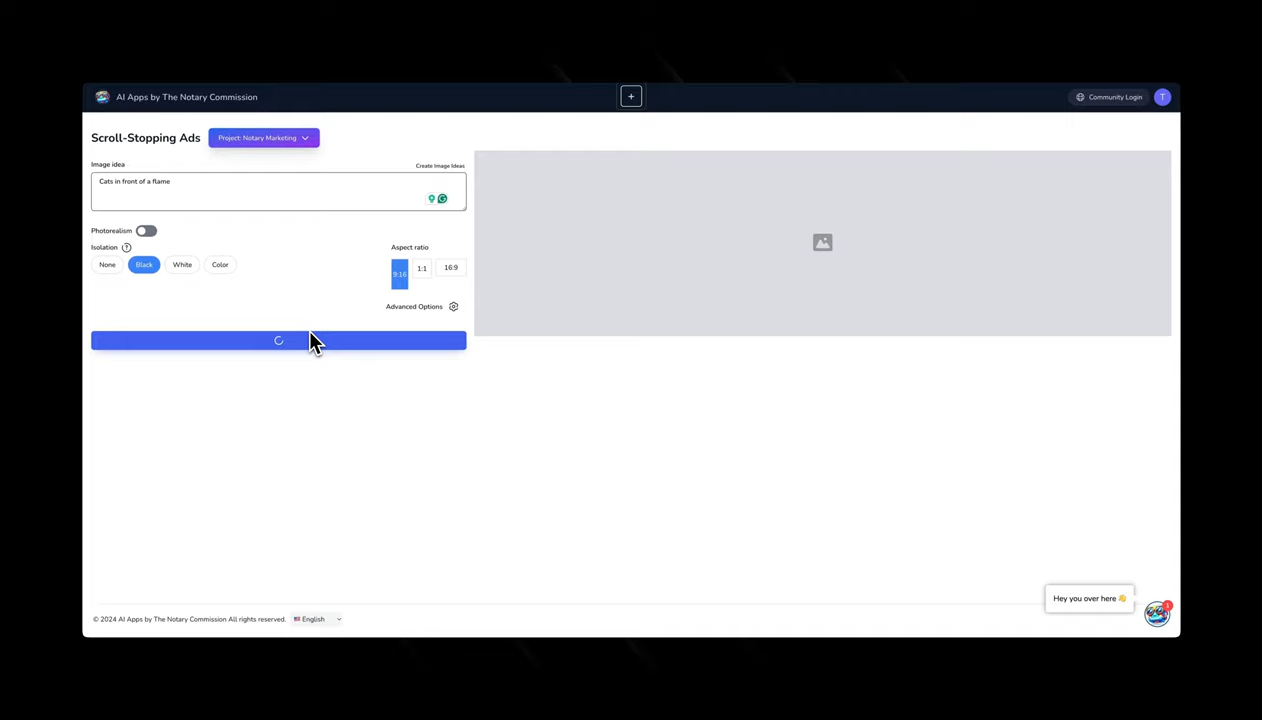 AI Apps by The Notary Commission
+
Community Login
T
Scroll-Stopping Ads
Project: Notary Marketing
Image idea
Create Image Ideas
Cats in front of a flame
Photorealism
Isolation ?
Aspect ratio
None
Black
White
Color
9:16
1:1
16:9
Advanced Options
Hey you over here 👋
1
© 2024 AI Apps by The Notary Commission All rights reserved.
🇺🇸 English